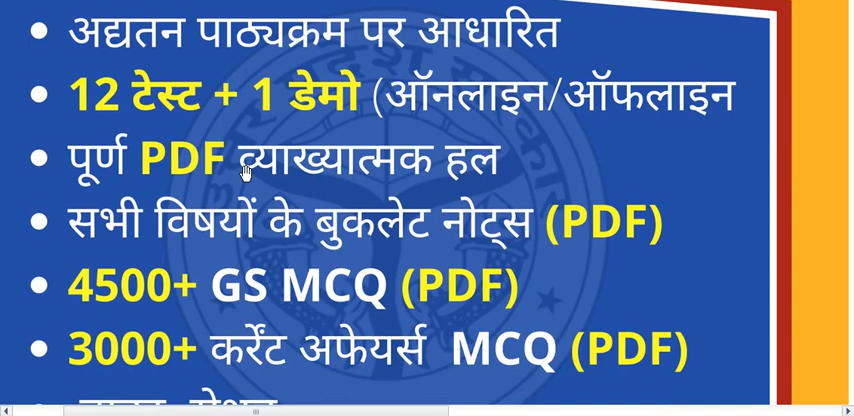 • अद्यतन पाठ्यक्रम पर आधारित
• 12 टेस्ट + 1 डेमो (ऑनलाइन/ऑफलाइन
• पूर्ण PDF व्याख्यात्मक हल
• सभी विषयों के बुकलेट नोट्स (PDF)
• 4500+ GS MCQ (PDF)
• 3000+ करेंट अफेयर्स MCQ (PDF)